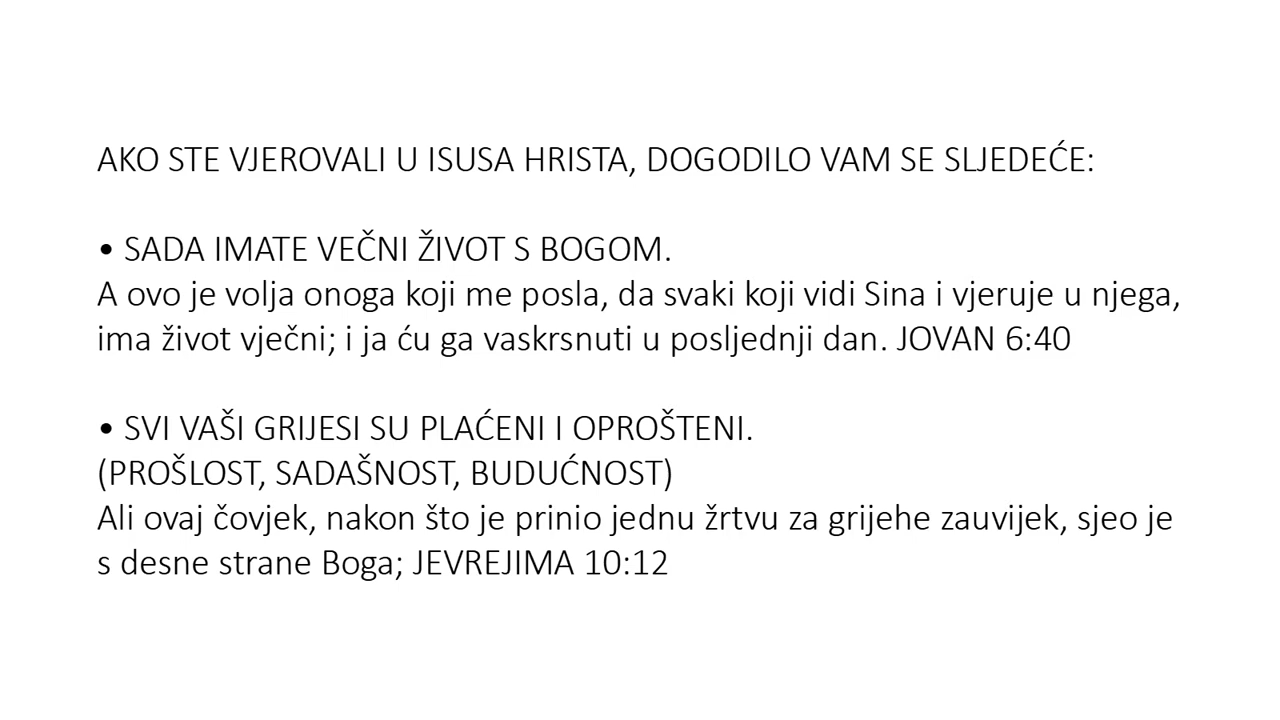 AKO STE VJEROVALI U ISUSA HRISTA, DOGODILO VAM SE SLJEDEĆE:
• SADA IMATE VEČNI ŽIVOT S BOGOM.
A ovo je volja onoga koji me posla, da svaki koji vidi Sina i vjeruje u njega,
ima život vječni; i ja ću ga vaskrsnuti u posljednji dan. JOVAN 6:40
• SVI VAŠI GRIJESI SU PLAĆENI I OPROŠTENI.
(PROŠLOST, SADAŠNOST, BUDUĆNOST)
Ali ovaj čovjek, nakon što je prinio jednu žrtvu za grijehe zauvijek, sjeo je
s desne strane Boga; JEVREJIMA 10:12